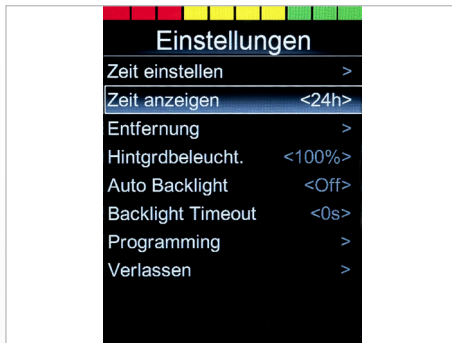 Einstellungen
Zeit einstellen >
Zeit anzeigen <24h>
Entfernung >
Hintgrdbeleucht. <100%>
Auto Backlight <Off>
Backlight Timeout <0s>
Programming >
Verlassen >